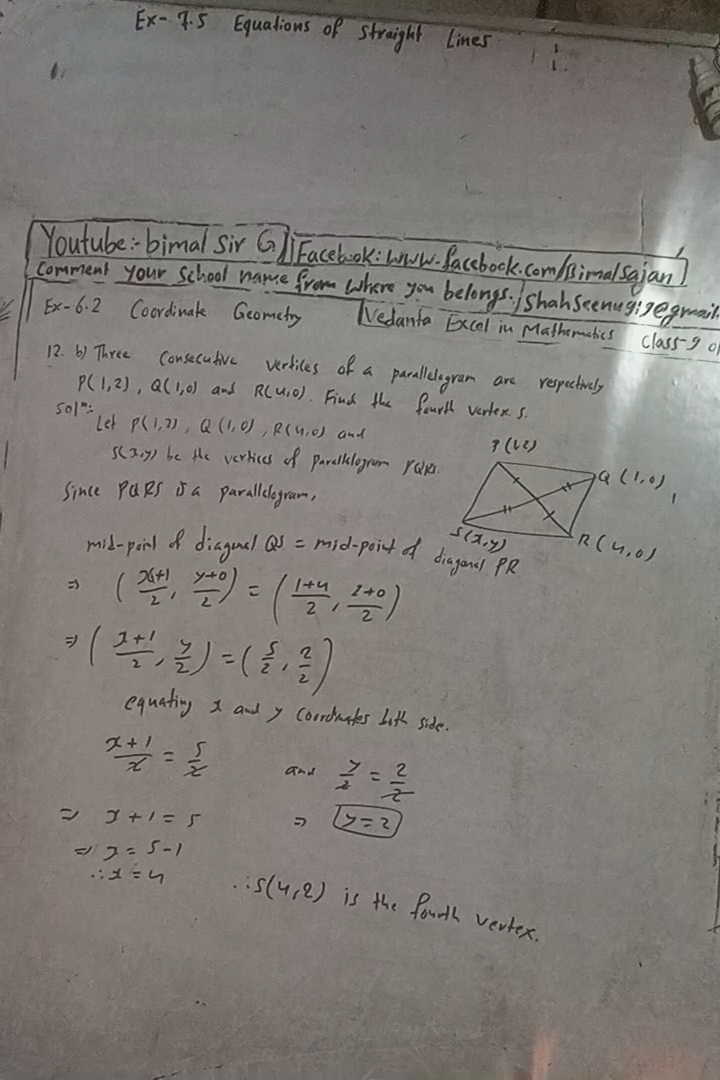 Ex- 7.5 Equations of Straight Lines
Youtube:- bimal Sir G
Facebook: www.facebook.com/Bimalsajan
Comment your School name from where you belongs.
Ex-6.2 Coordinate Geometry
Vedanta Excel in Mathematics Class-9
12. b) Three Consecutive vertices of a parallelogram are respectively
P(1,2), Q(1,0) and R(4,0). Find the fourth vertex S.
Solⁿ:-
Let P(1,2), Q(1,0), R(4,0) and
S(x,y) be the vertices of parallelogram PQRS.
Since PQRS is a parallelogram,
P(1,2)
Q(1,0)
S(x,y)
R(4,0)
mid-point of diagonal QS = mid-point of diagonal PR
⇒ (x+1/2, y+0/2) = (1+4/2, 2+0/2)
⇒ (x+1/2, y/2) = (5/2, 2/2)
equating x and y coordinates both side.
x+1/2 = 5/2 and y/2 = 2/2
⇒ x+1 = 5 ⇒ y=2
⇒ x = 5-1
∴ x = 4
∴ S(4,2) is the fourth vertex.